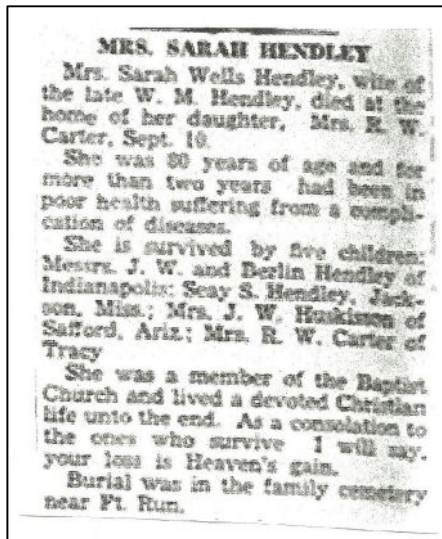 MRS. SARAH HENDLEY
Mrs. Sarah Wells Hendley, wife of
the late W. M. Hendley, died at the
home of her daughter, Mrs. R. W.
Carter, Sept. 10.
She was 80 years of age and for
more than two years had been in
poor health suffering from a compli-
cation of diseases.
She is survived by five children:
Messrs. J. W. and Berlin Hendley of
Indianapolis; Seay S. Hendley, Jack-
son, Miss.; Mrs. J. W. Huskisson of
Safford, Ariz.; Mrs. R. W. Carter of
Tracy
She was a member of the Baptist
Church and lived a devoted Christian
life unto the end. As a consolation to
the ones who survive I will say,
your loss is Heaven's gain.
Burial was in the family cemetery
near Ft. Run.